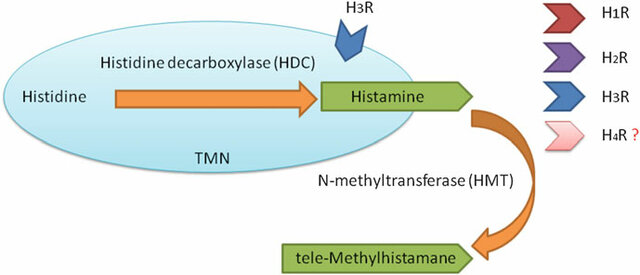 H3R
Histidine decarboxylase (HDC)
Histidine
Histamine
TMN
N-methyltransferase (HMT)
tele-Methylhistamane
H1R
H2R
H3R
H4R ?